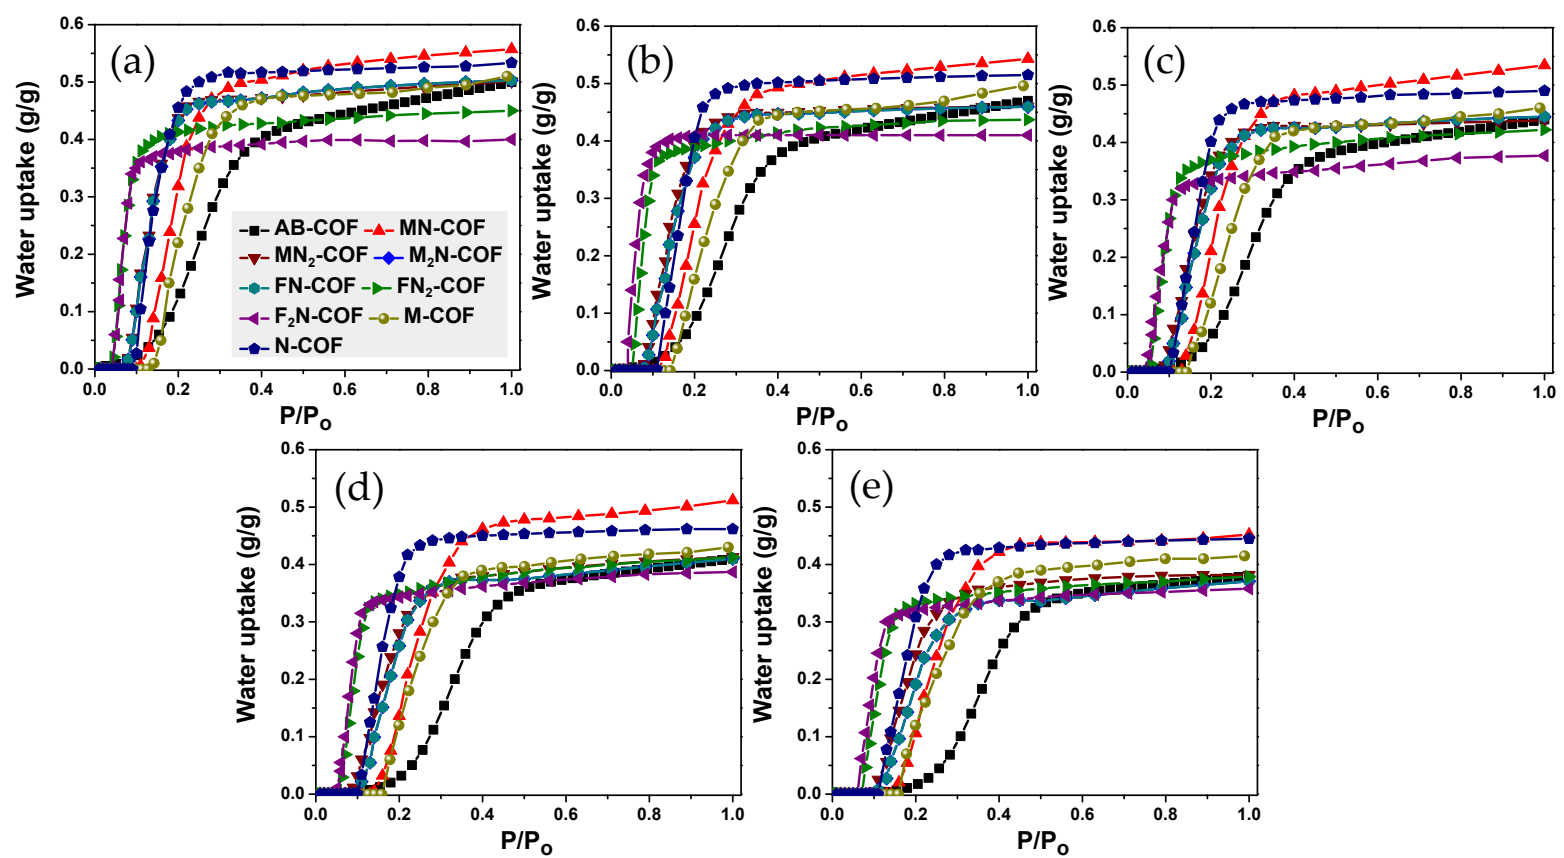 (a)
Water uptake (g/g)
0.6
0.5
0.4
0.3
0.2
0.1
0.0
0.0 0.2 0.4 0.6 0.8 1.0
P/Po
AB-COF MN-COF
MN2-COF M2N-COF
FN-COF FN2-COF
F2N-COF M-COF
N-COF
(b)
Water uptake (g/g)
0.6
0.5
0.4
0.3
0.2
0.1
0.0
0.0 0.2 0.4 0.6 0.8 1.0
P/Po
(c)
Water uptake (g/g)
0.6
0.5
0.4
0.3
0.2
0.1
0.0
0.0 0.2 0.4 0.6 0.8 1.0
P/Po
(d)
Water uptake (g/g)
0.6
0.5
0.4
0.3
0.2
0.1
0.0
0.0 0.2 0.4 0.6 0.8 1.0
P/Po
(e)
Water uptake (g/g)
0.6
0.5
0.4
0.3
0.2
0.1
0.0
0.0 0.2 0.4 0.6 0.8 1.0
P/Po